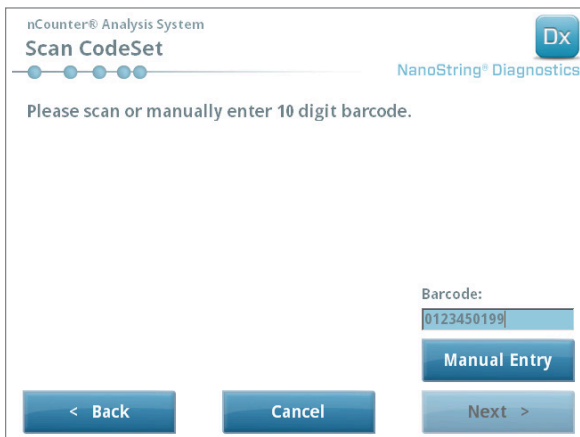 nCounter® Analysis System
Scan CodeSet
Dx
NanoString® Diagnostics
Please scan or manually enter 10 digit barcode.
Barcode:
0123450199
Manual Entry
< Back
Cancel
Next >